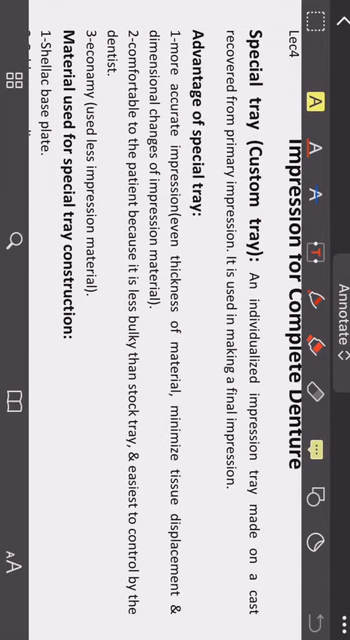 Annotate
Lec4
Impression for Complete Denture
Special tray (Custom tray): An individualized impression tray made on a cast
recovered from primary impression. It is used in making a final impression.
Advantage of special tray:
1-more accurate impression(even thickness of material, minimize tissue displacement &
dimensional changes of impression material).
2-comfortable to the patient because it is less bulky than stock tray, & easiest to control by the
dentist.
3-econamy (used less impression material).
Material used for special tray construction:
1-Shellac base plate.